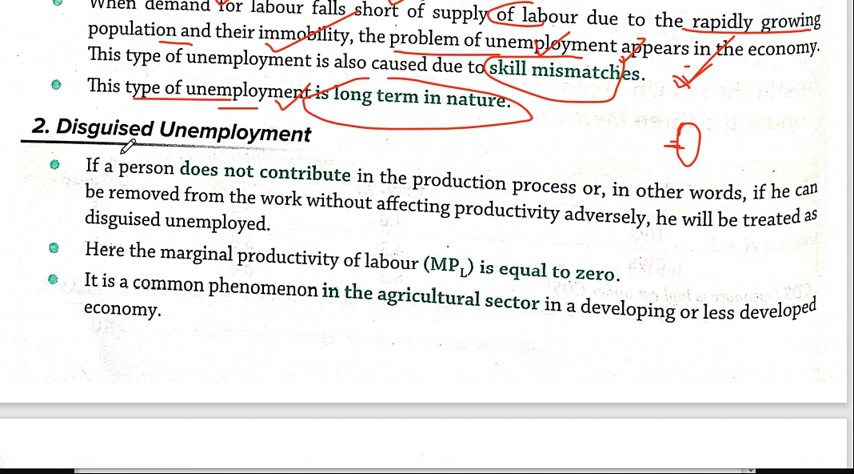 When demand for labour falls short of supply of labour due to the rapidly growing
population and their immobility, the problem of unemployment appears in the economy.
This type of unemployment is also caused due to skill mismatches.
This type of unemployment is long term in nature.
2. Disguised Unemployment
If a person does not contribute in the production process or, in other words, if he can
be removed from the work without affecting productivity adversely, he will be treated as
disguised unemployed.
Here the marginal productivity of labour (MPL) is equal to zero.
It is a common phenomenon in the agricultural sector in a developing or less developed
economy.